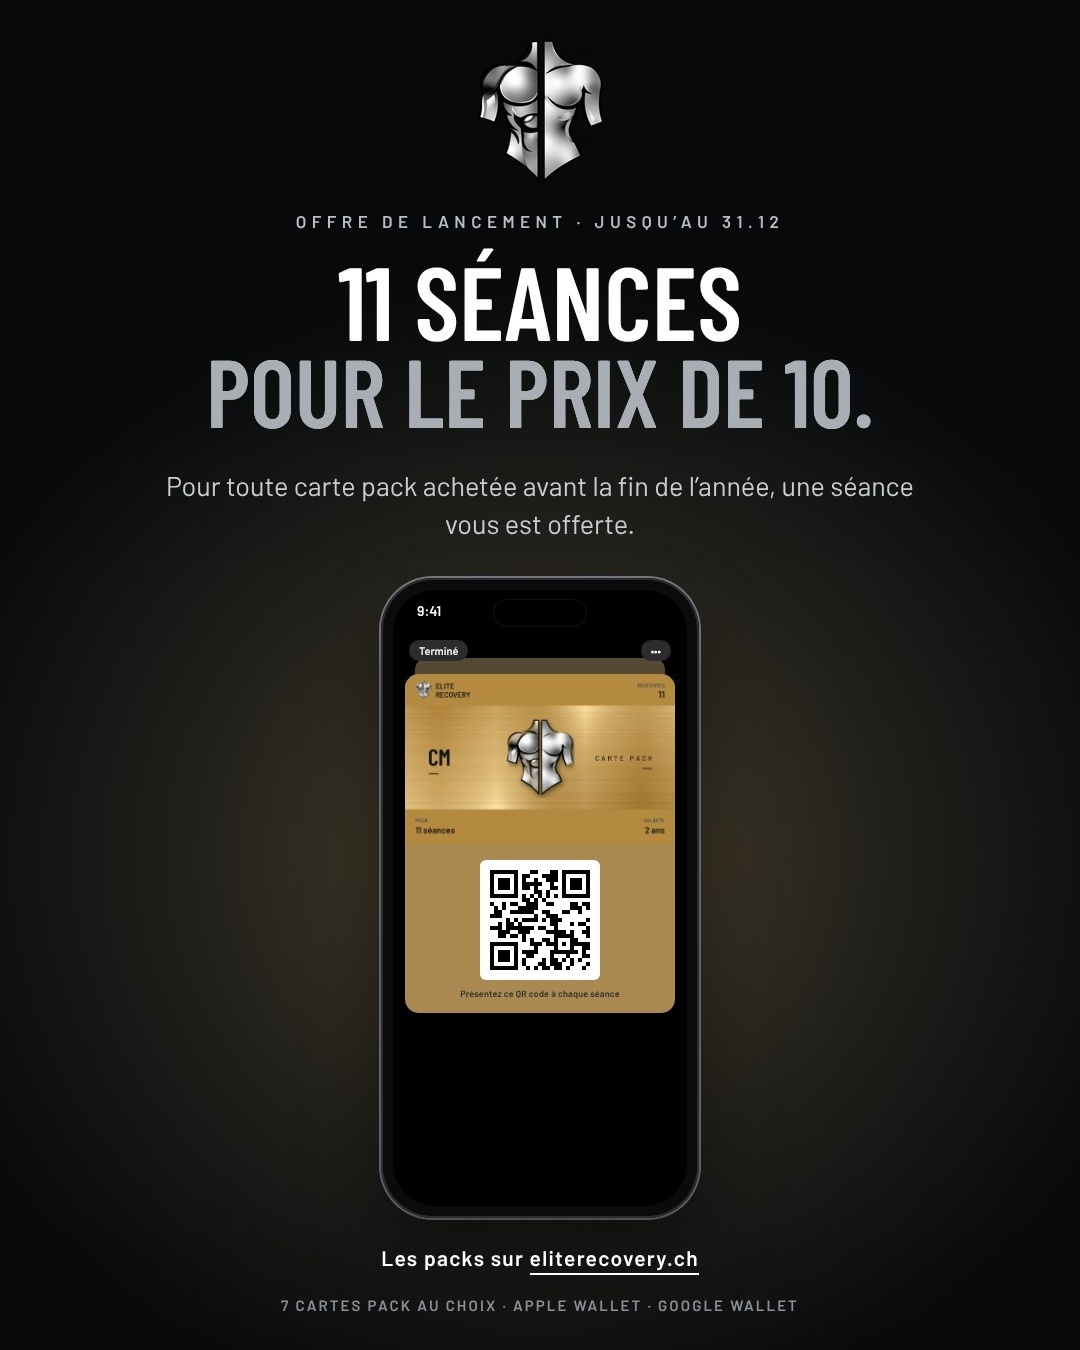 OFFRE DE LANCEMENT · JUSQU’AU 31.12
11 SÉANCES
POUR LE PRIX DE 10.
Pour toute carte pack achetée avant la fin de l’année, une séance
vous est offerte.
9:41
Terminé
•••
ELITE
RECOVERY
RESTANTES
11
CM
CARTE PACK
PACK
11 séances
VALIDITÉ
2 ans
Présentez ce QR code à chaque séance
Les packs sur eliterecovery.ch
7 CARTES PACK AU CHOIX · APPLE WALLET · GOOGLE WALLET